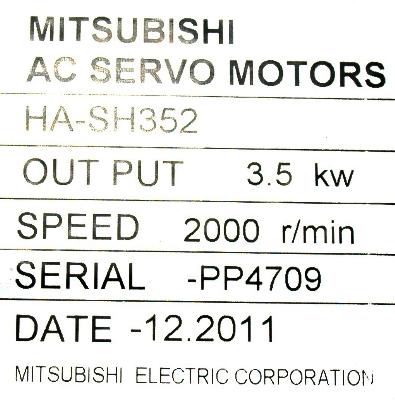 MITSUBISHI
AC SERVO MOTORS
HA-SH352
OUT PUT 3.5 kw
SPEED 2000 r/min
SERIAL -PP4709
DATE -12.2011
MITSUBISHI ELECTRIC CORPORATION